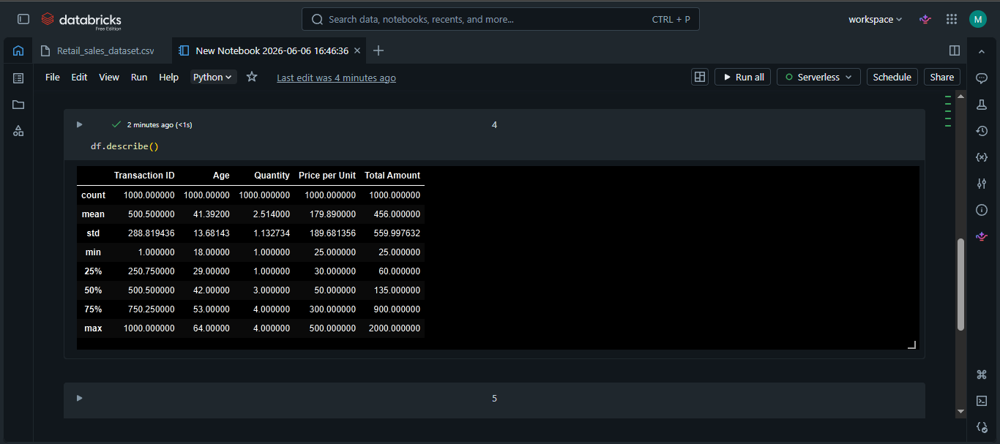 databricks
Free Edition
Search data, notebooks, recents, and more... CTRL + P
workspace
M
Retail_sales_dataset.csv
New Notebook 2026-06-06 16:46:36
File Edit View Run Help Python Last edit was 4 minutes ago
Run all Serverless Schedule Share
2 minutes ago (<1s) 4
df.describe()
Transaction ID Age Quantity Price per Unit Total Amount
count 1000.000000 1000.00000 1000.000000 1000.000000 1000.000000
mean 500.500000 41.39200 2.514000 179.890000 456.000000
std 288.819436 13.68143 1.132734 189.681356 559.997632
min 1.000000 18.00000 1.000000 25.000000 25.000000
25% 250.750000 29.00000 1.000000 30.000000 60.000000
50% 500.500000 42.00000 3.000000 50.000000 135.000000
75% 750.250000 53.00000 4.000000 300.000000 900.000000
max 1000.000000 64.00000 4.000000 500.000000 2000.000000
5